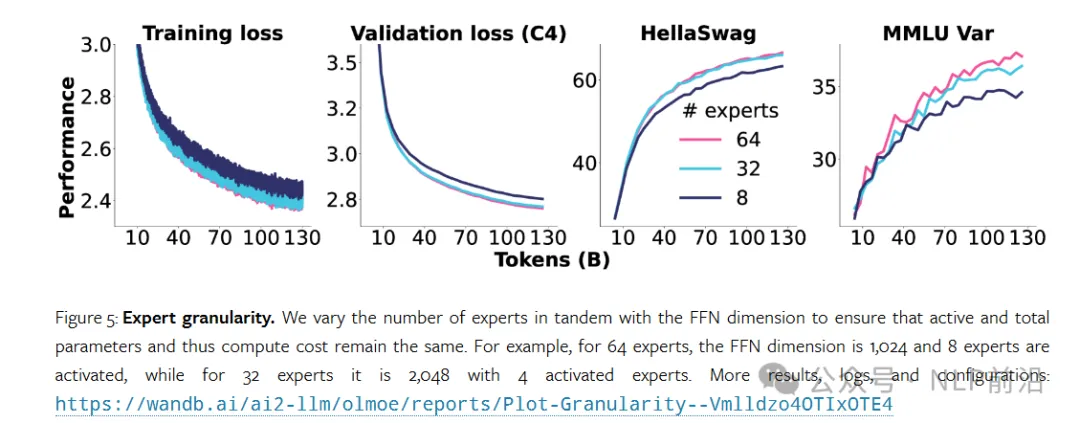 Training loss
Validation loss (C4)
HellaSwag
MMLU Var
Performance
3.0
2.8
2.6
2.4
10 40 70 100 130
3.5
3.2
3.0
2.8
10 40 70 100 130
60
40
# experts
64
32
8
10 40 70 100 130
35
30
10 40 70 100 130
Tokens (B)
Figure 5: Expert granularity. We vary the number of experts in tandem with the FFN dimension to ensure that active and total
parameters and thus compute cost remain the same. For example, for 64 experts, the FFN dimension is 1,024 and 8 experts are
activated, while for 32 experts it is 2,048 with 4 activated experts. More results, logs, and configurations:
https://wandb.ai/ai2-llm/olmoe/reports/Plot-Granularity--Vmlldzo4OTIxOTE4
公众号 · NLP前沿